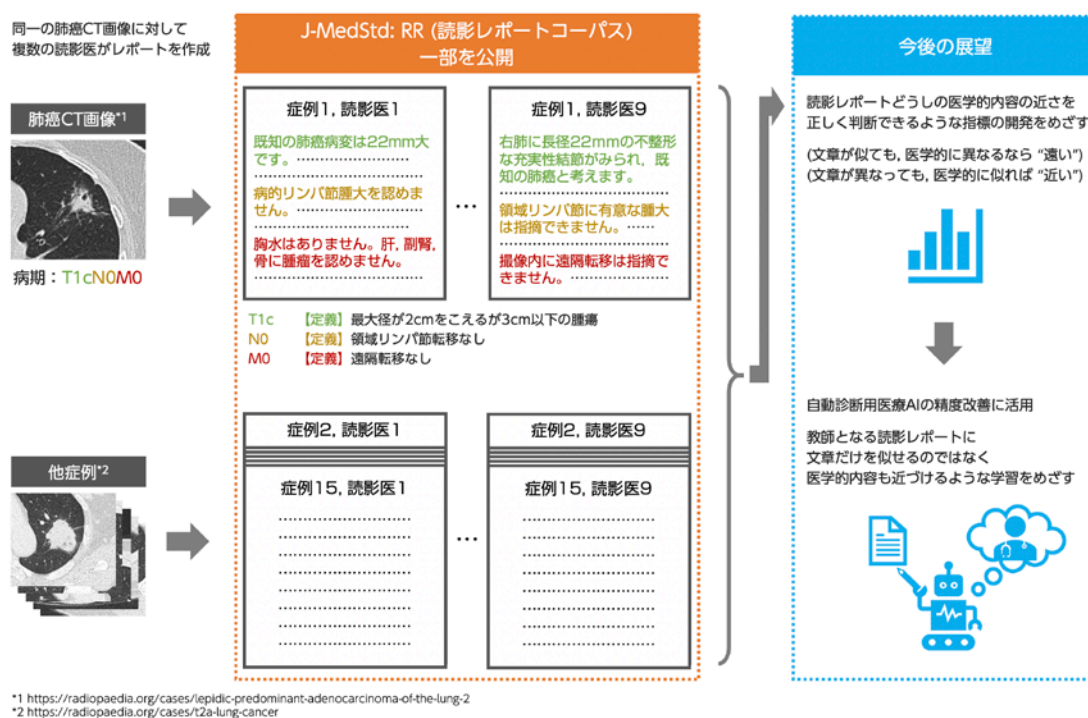 同一の肺癌CT画像に対して
複数の読影医がレポートを作成
肺癌CT画像*1
病期：T1cN0M0
他症例*2
J-MedStd: RR (読影レポートコーパス)
一部を公開
症例1, 読影医1
既知の肺癌病変は22mm大
です。
病的リンパ節腫大を認めま
せん。
胸水はありません。肝, 副腎,
骨に腫瘤を認めません。
…
症例1, 読影医9
右肺に長径22mmの不整形
な充実性結節がみられ, 既
知の肺癌と考えます。
領域リンパ節に有意な腫大
は指摘できません。
撮像内に遠隔転移は指摘で
きません。
T1c 【定義】最大径が2cmをこえるが3cm以下の腫瘍
N0 【定義】領域リンパ節転移なし
M0 【定義】遠隔転移なし
症例2, 読影医1
症例15, 読影医1
…
症例2, 読影医9
症例15, 読影医9
今後の展望
読影レポートどうしの医学的内容の近さを
正しく判断できるような指標の開発をめざす
(文章が似ても, 医学的に異なるなら “遠い”)
(文章が異なっても, 医学的に似れば “近い”)
自動診断用医療AIの精度改善に活用
教師となる読影レポートに
文章だけを似せるのではなく
医学的内容も近づけるような学習をめざす
*1 https://radiopaedia.org/cases/lepidic-predominant-adenocarcinoma-of-the-lung-2
*2 https://radiopaedia.org/cases/t2a-lung-cancer